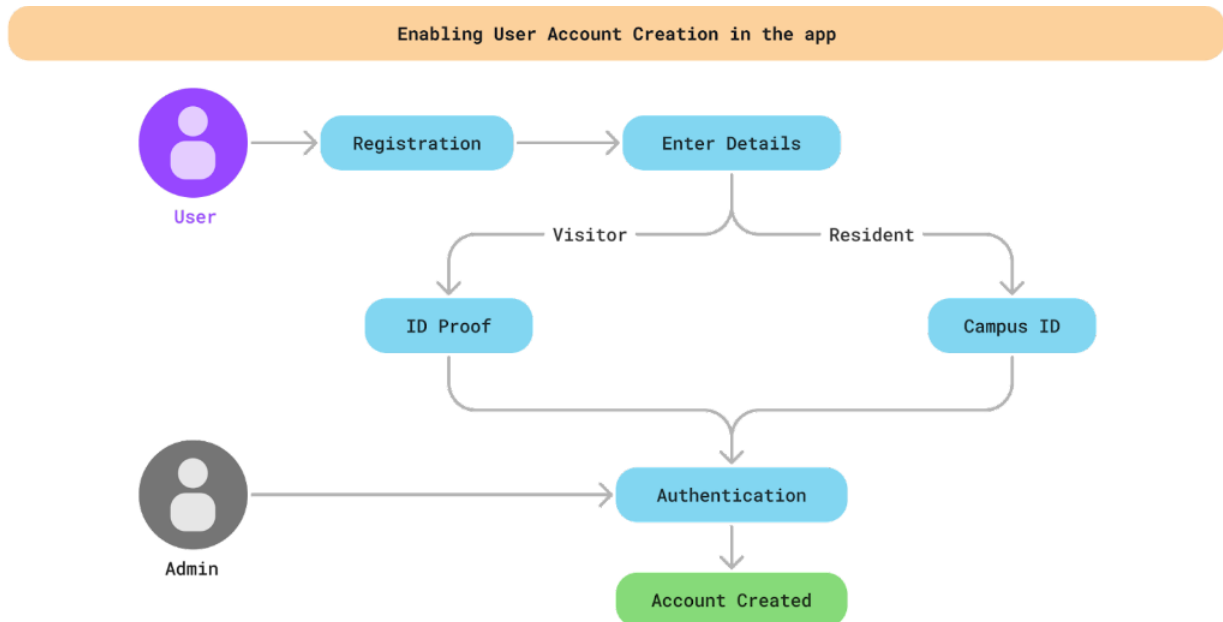 Enabling User Account Creation in the app
Registration
Enter Details
User
Visitor
Resident
ID Proof
Campus ID
Authentication
Admin
Account Created